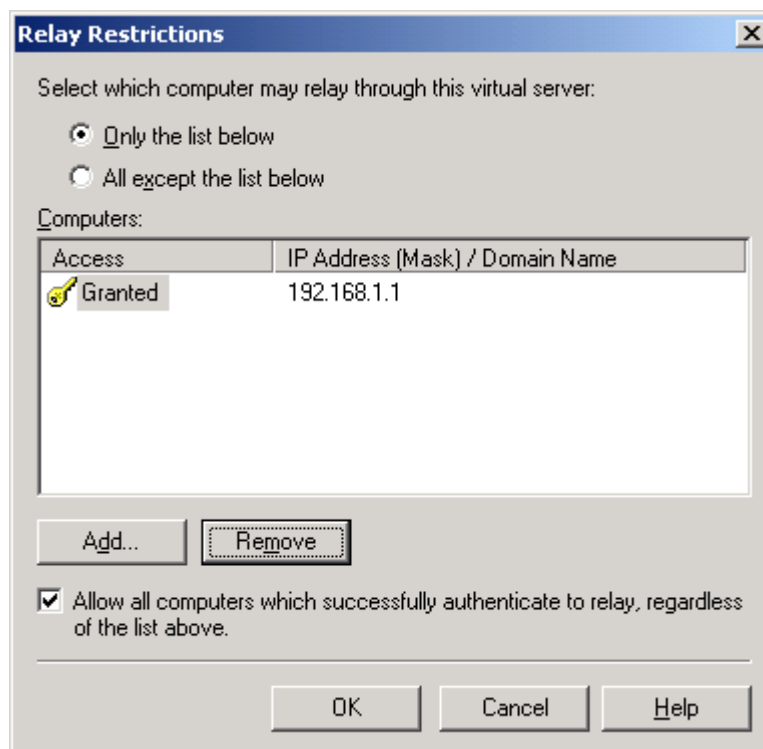 Relay Restrictions
Select which computer may relay through this virtual server:
Only the list below
All except the list below
Computers:
Access IP Address (Mask) / Domain Name
Granted 192.168.1.1
Add... Remove
Allow all computers which successfully authenticate to relay, regardless
of the list above.
OK Cancel Help